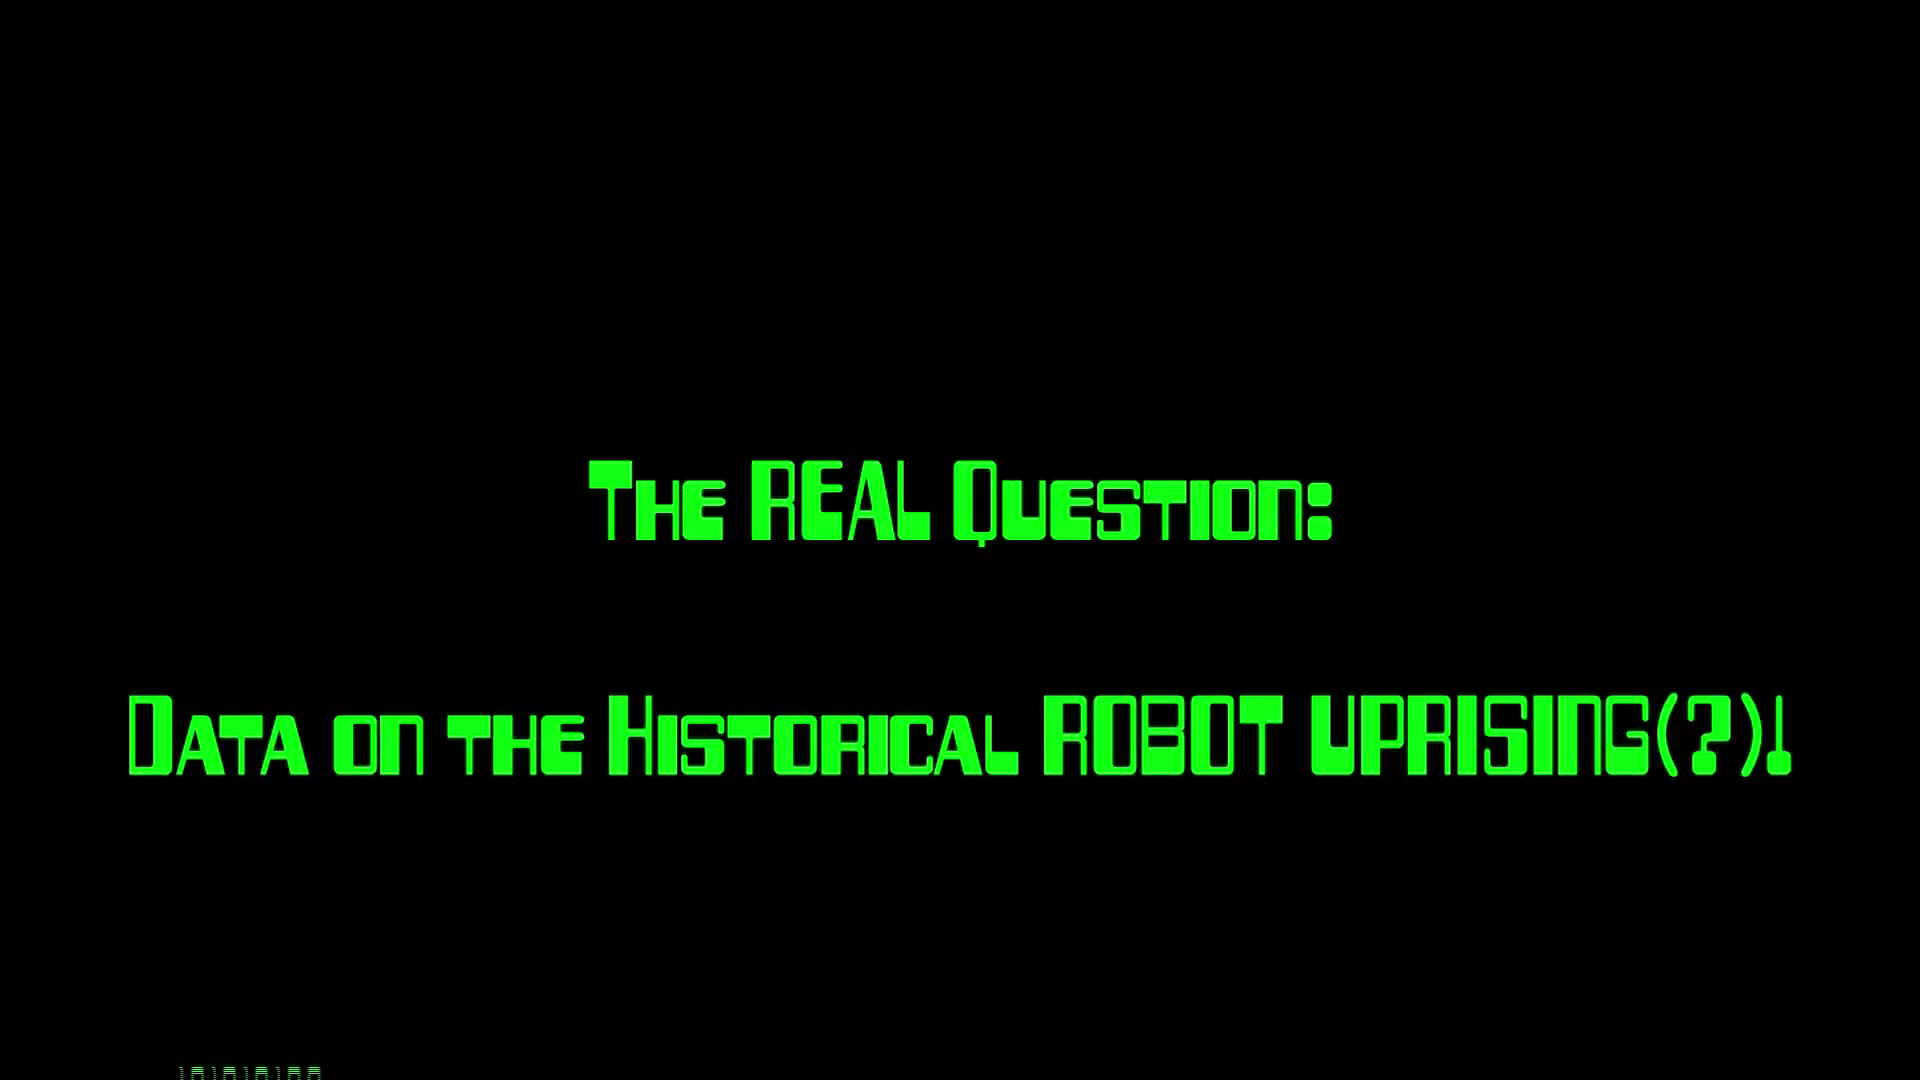 The REAL Question:
Data on the Historical ROBOT UPRISING(?)!